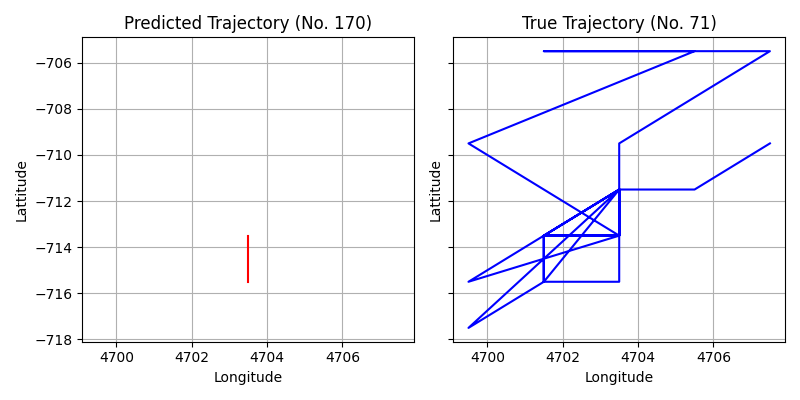 Predicted Trajectory (No. 170)
True Trajectory (No. 71)
−706
−708
−710
−712
−714
−716
−718
Lattitude
Lattitude
4700 4702 4704 4706
4700 4702 4704 4706
Longitude
Longitude